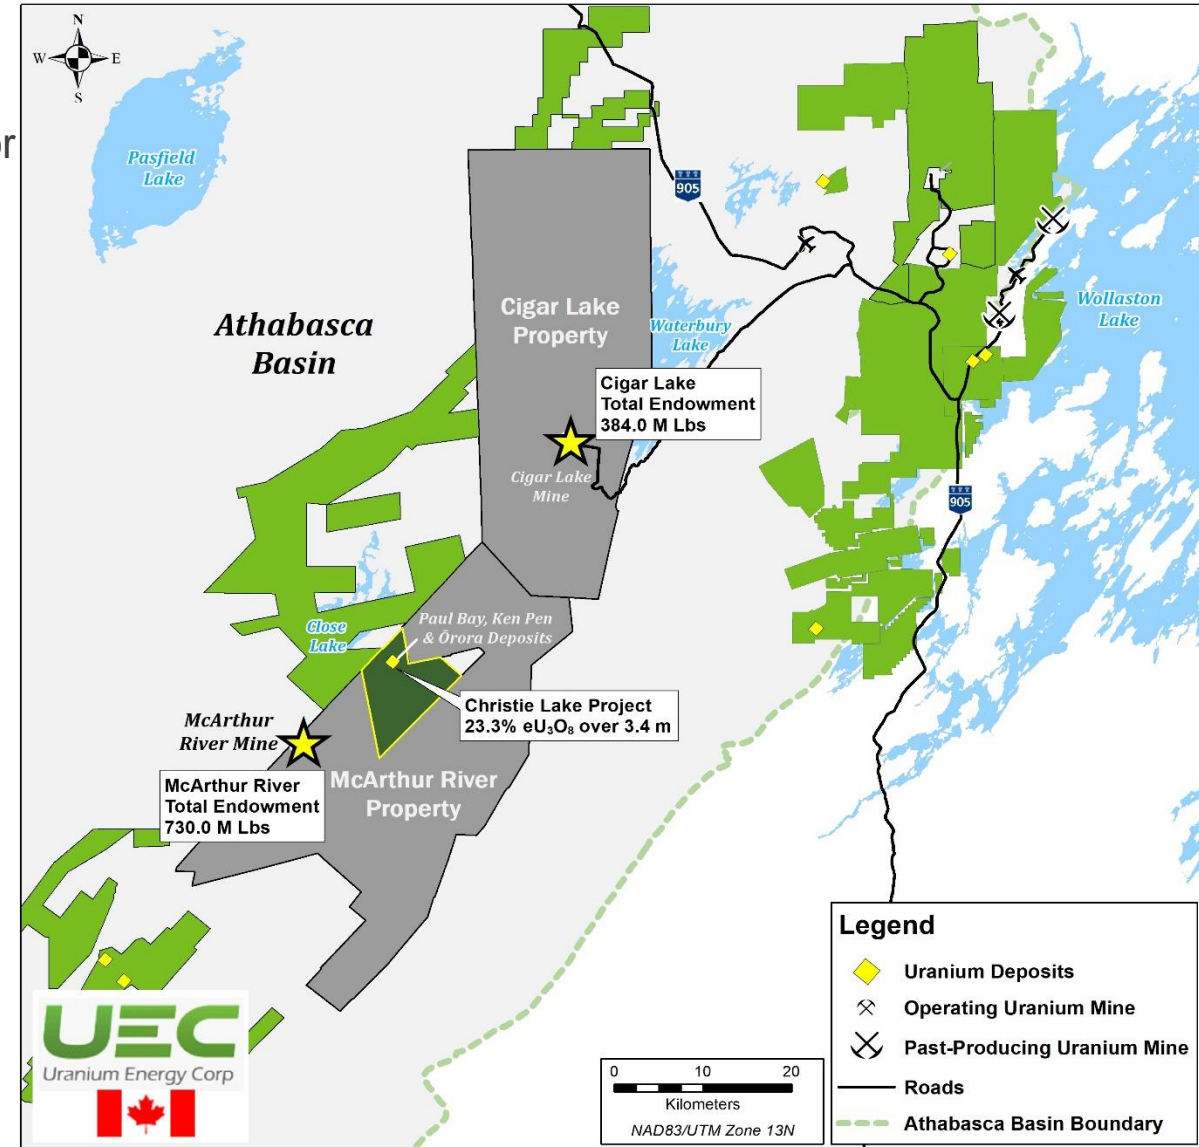 N
W
E
S
or
Pasfield
Lake
905
Athabasca
Basin
Cigar Lake
Property
Waterbury
Lake
Wollaston
Lake
Cigar Lake
Total Endowment
384.0 M Lbs
Cigar Lake
Mine
905
Paul Bay, Ken Pen
& Ōrora Deposits
Close
Lake
Christie Lake Project
23.3% eU₃O₈ over 3.4 m
McArthur
River Mine
McArthur River
Total Endowment
730.0 M Lbs
McArthur River
Property
Legend
Uranium Deposits
Operating Uranium Mine
Past-Producing Uranium Mine
Roads
Athabasca Basin Boundary
UEC
Uranium Energy Corp
0 10 20
Kilometers
NAD83/UTM Zone 13N